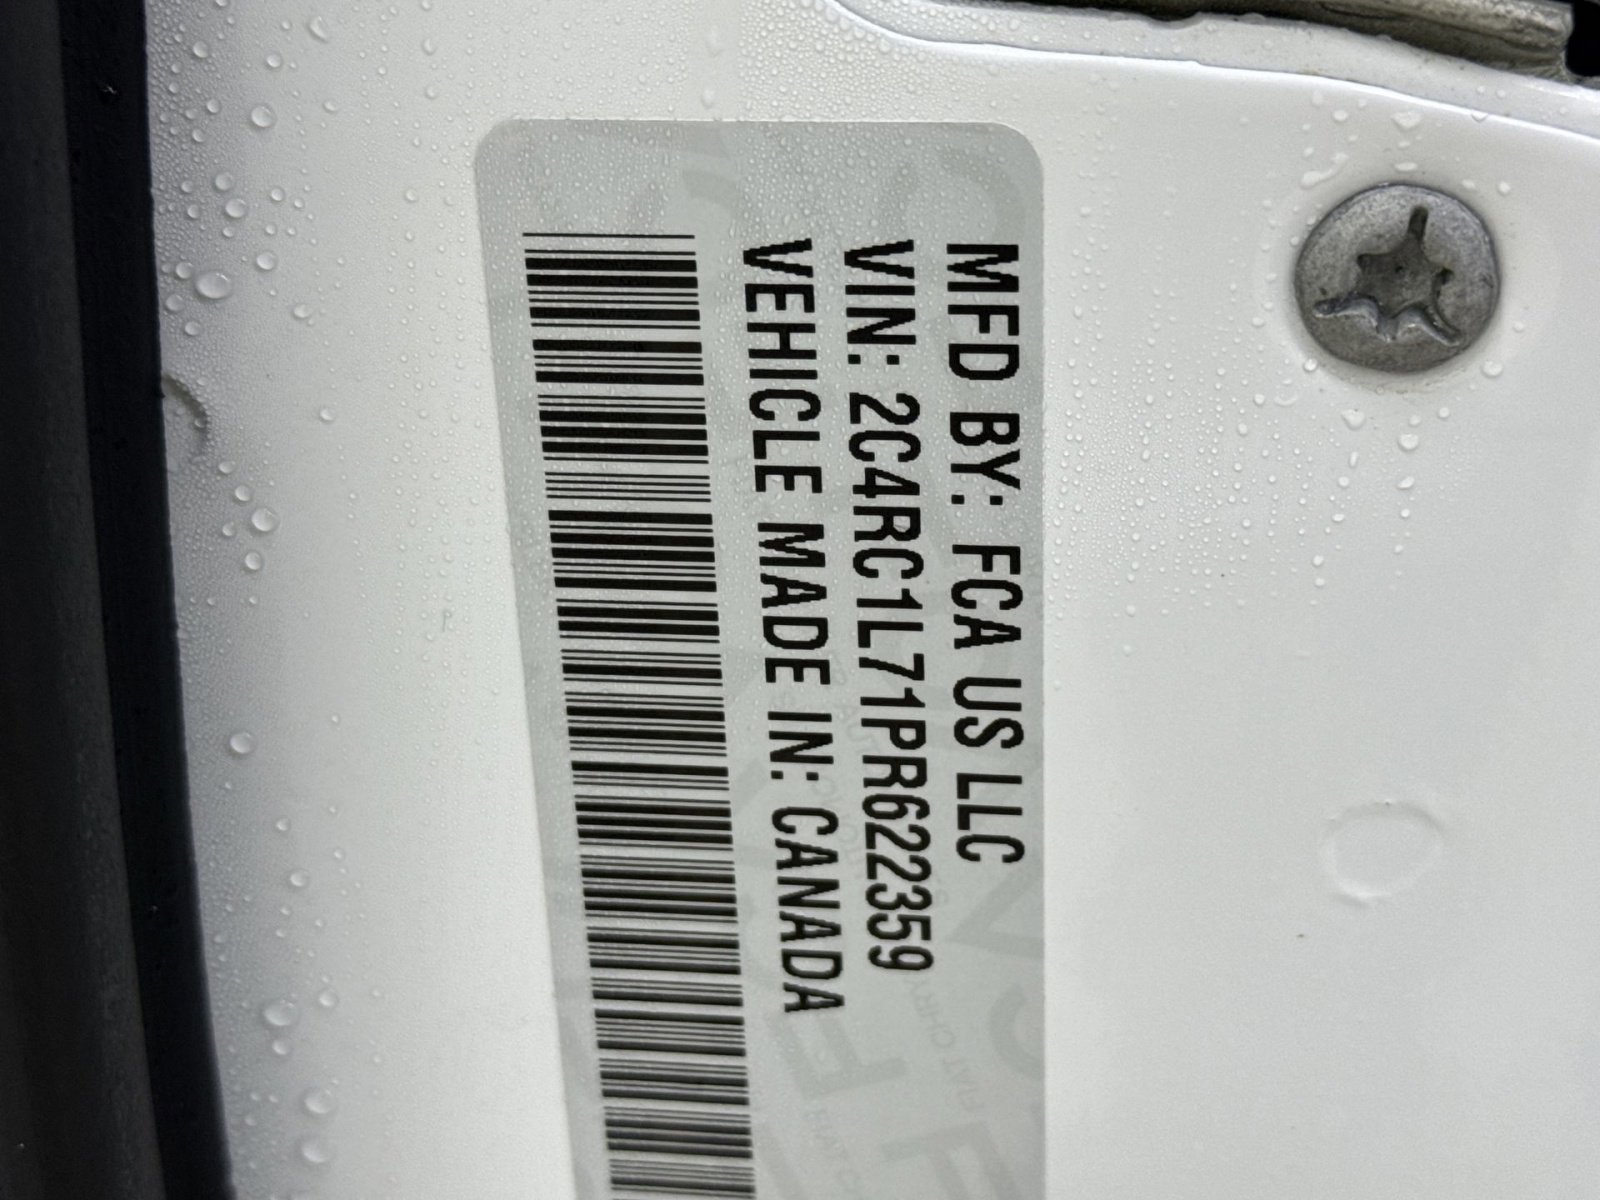 MFD BY: FCA US LLC
VIN: 2C4RC1L71PR622359
VEHICLE MADE IN: CANADA